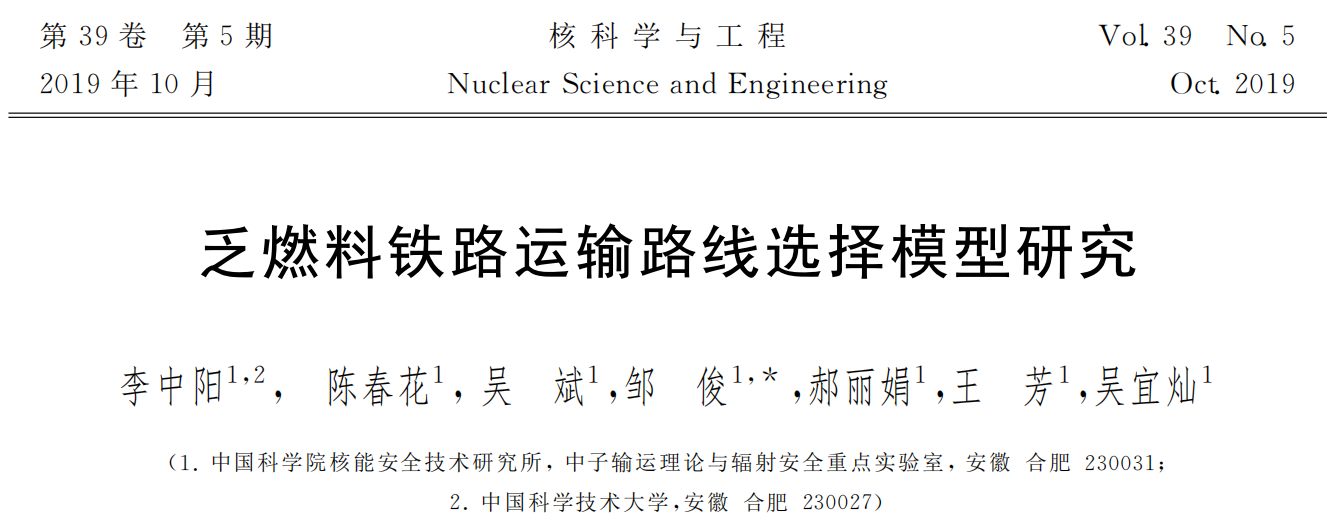 第 39 卷 第 5 期 核 科 学 与 工 程 Vol. 39 No. 5
2019 年 10 月 Nuclear Science and Engineering Oct. 2019
乏燃料铁路运输路线选择模型研究
李中阳1,2, 陈春花1,吴 斌1,邹 俊1,*,郝丽娟1,王 芳1,吴宜灿1
(1. 中国科学院核能安全技术研究所,中子输运理论与辐射安全重点实验室,安徽 合肥 230031;
2. 中国科学技术大学,安徽 合肥 230027)